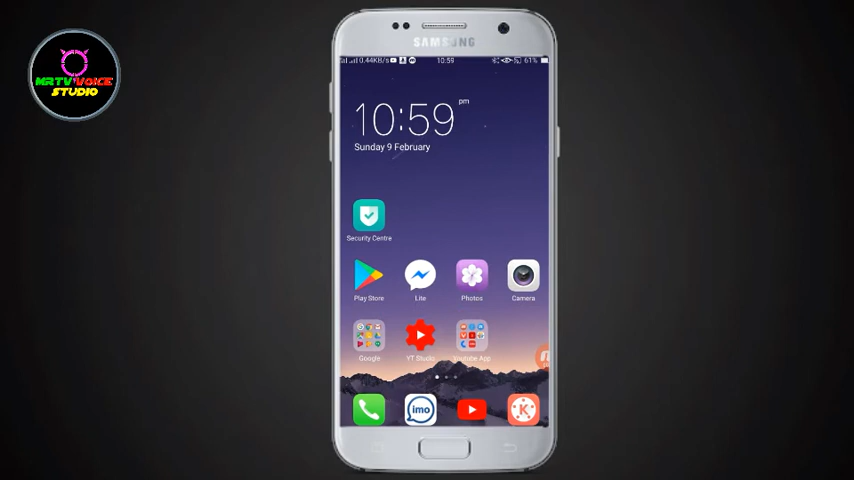 MRTV VOICE
STUDIO
SAMSUNG
0.44KB/s
10:59
61%
10:59 pm
Sunday 9 February
Security Centre
Play Store
Lite
Photos
Camera
Google
YT Studio
Youtube App
imo
K